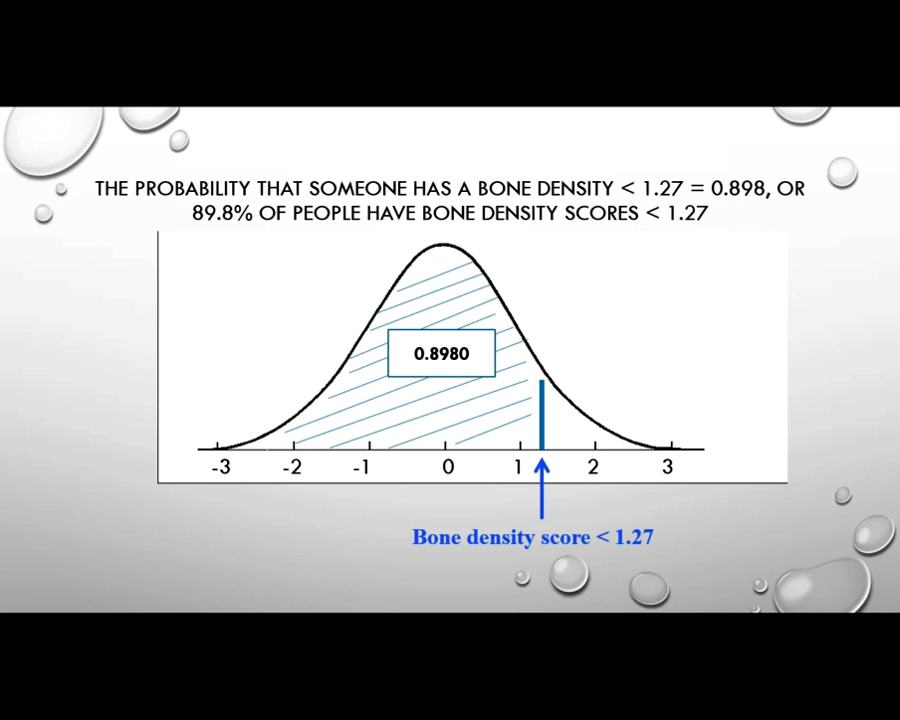 THE PROBABILITY THAT SOMEONE HAS A BONE DENSITY < 1.27 = 0.898, OR
89.8% OF PEOPLE HAVE BONE DENSITY SCORES < 1.27
0.8980
-3 -2 -1 0 1 2 3
Bone density score < 1.27